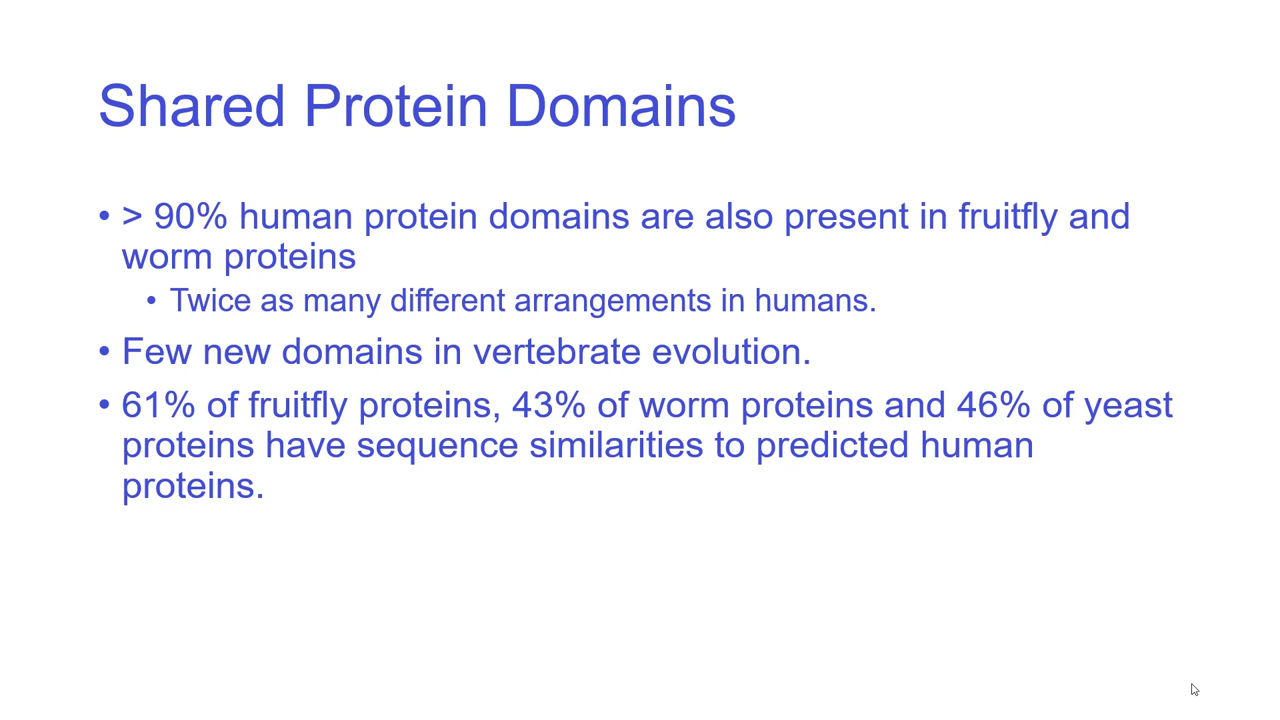 Shared Protein Domains
• > 90% human protein domains are also present in fruitfly and
worm proteins
• Twice as many different arrangements in humans.
• Few new domains in vertebrate evolution.
• 61% of fruitfly proteins, 43% of worm proteins and 46% of yeast
proteins have sequence similarities to predicted human
proteins.